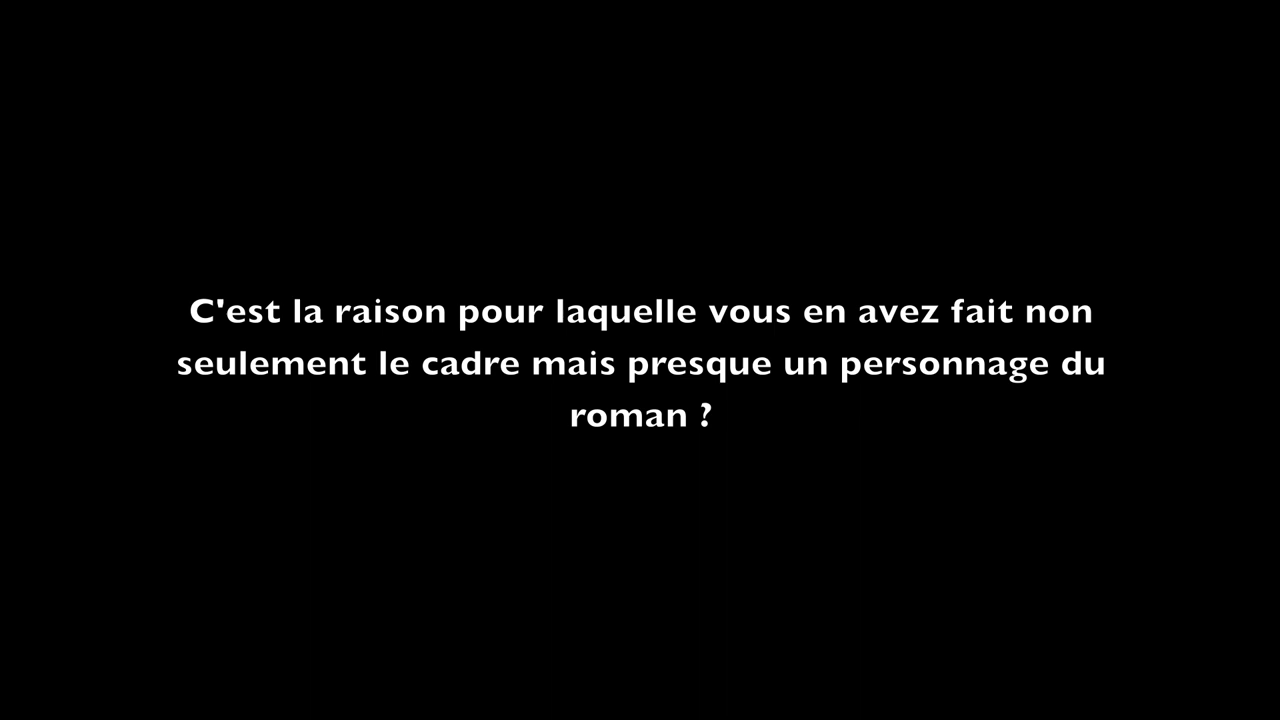 C'est la raison pour laquelle vous en avez fait non
seulement le cadre mais presque un personnage du
roman ?